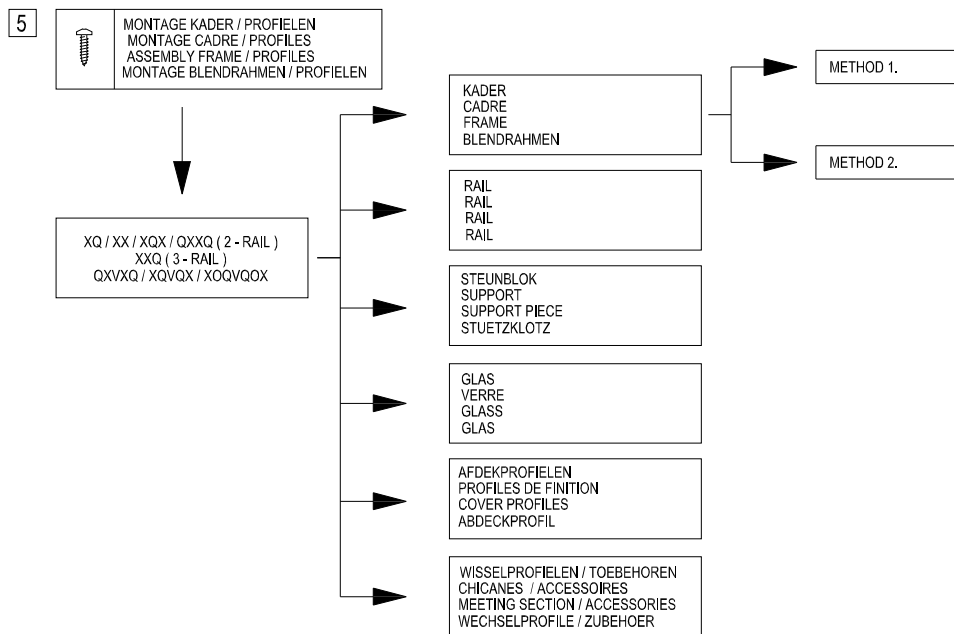 5
MONTAGE KADER / PROFIELEN
MONTAGE CADRE / PROFILES
ASSEMBLY FRAME / PROFILES
MONTAGE BLENDRAHMEN / PROFIELEN
XQ / XX / XQX / QXXQ ( 2 - RAIL )
XXQ ( 3 - RAIL )
QXVXQ / XQVQX / XOQVQOX
KADER
CADRE
FRAME
BLENDRAHMEN
METHOD 1.
METHOD 2.
RAIL
RAIL
RAIL
RAIL
STEUNBLOK
SUPPORT
SUPPORT PIECE
STUETZKLOTZ
GLAS
VERRE
GLASS
GLAS
AFDEKPROFIELEN
PROFILES DE FINITION
COVER PROFILES
ABDECKPROFIL
WISSELPROFIELEN / TOEBEHOREN
CHICANES / ACCESSOIRES
MEETING SECTION / ACCESSORIES
WECHSELPROFILE / ZUBEHOER